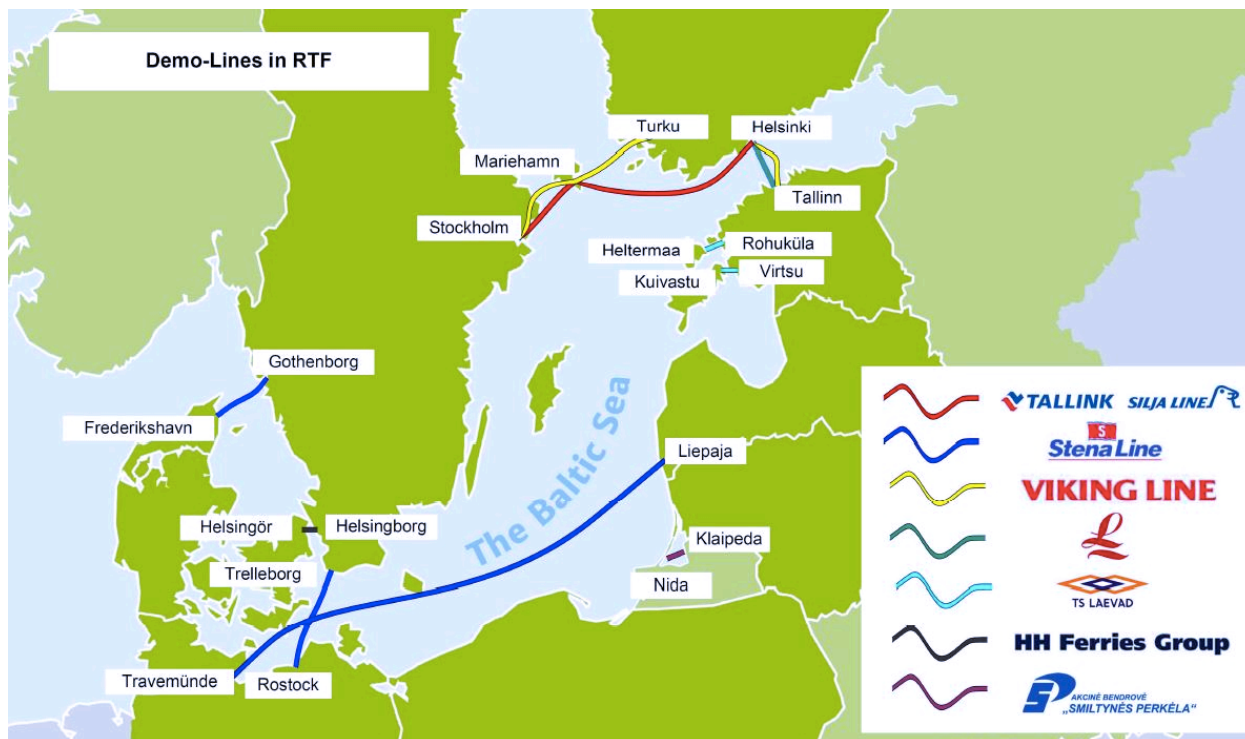 Demo-Lines in RTF
Turku
Helsinki
Mariehamn
Tallinn
Stockholm
Rohuküla
Heltermaa
Virtsu
Kuivastu
Gothenborg
Frederikshavn
The Baltic Sea
Liepaja
Helsingör
Helsingborg
Klaipeda
Trelleborg
Nida
Travemünde
Rostock
TALLINK SILJA LINE
S
Stena Line
VIKING LINE
L
TS LAEVAD
HH Ferries Group
SP
AKCINĖ BENDROVĖ
„SMILTYNĖS PERKĖLA“